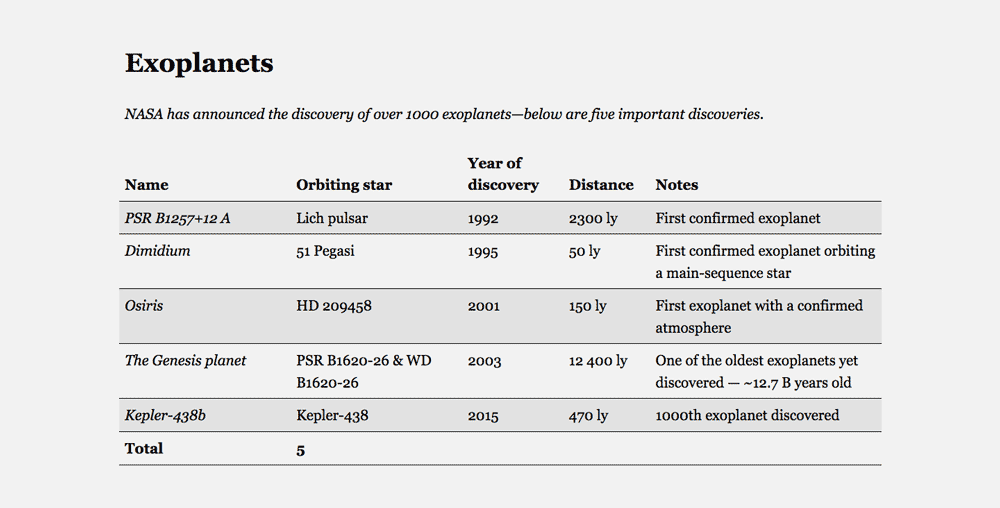 Exoplanets
NASA has announced the discovery of over 1000 exoplanets—below are five important discoveries.
Year of
Name Orbiting star discovery Distance Notes
PSR B1257+12 A Lich pulsar 1992 2300 ly First confirmed exoplanet
Dimidium 51 Pegasi 1995 50 ly First confirmed exoplanet orbiting
a main-sequence star
Osiris HD 209458 2001 150 ly First exoplanet with a confirmed
atmosphere
The Genesis planet PSR B1620-26 & WD 2003 12 400 ly One of the oldest exoplanets yet
B1620-26 discovered — ~12.7 B years old
Kepler-438b Kepler-438 2015 470 ly 1000th exoplanet discovered
Total 5